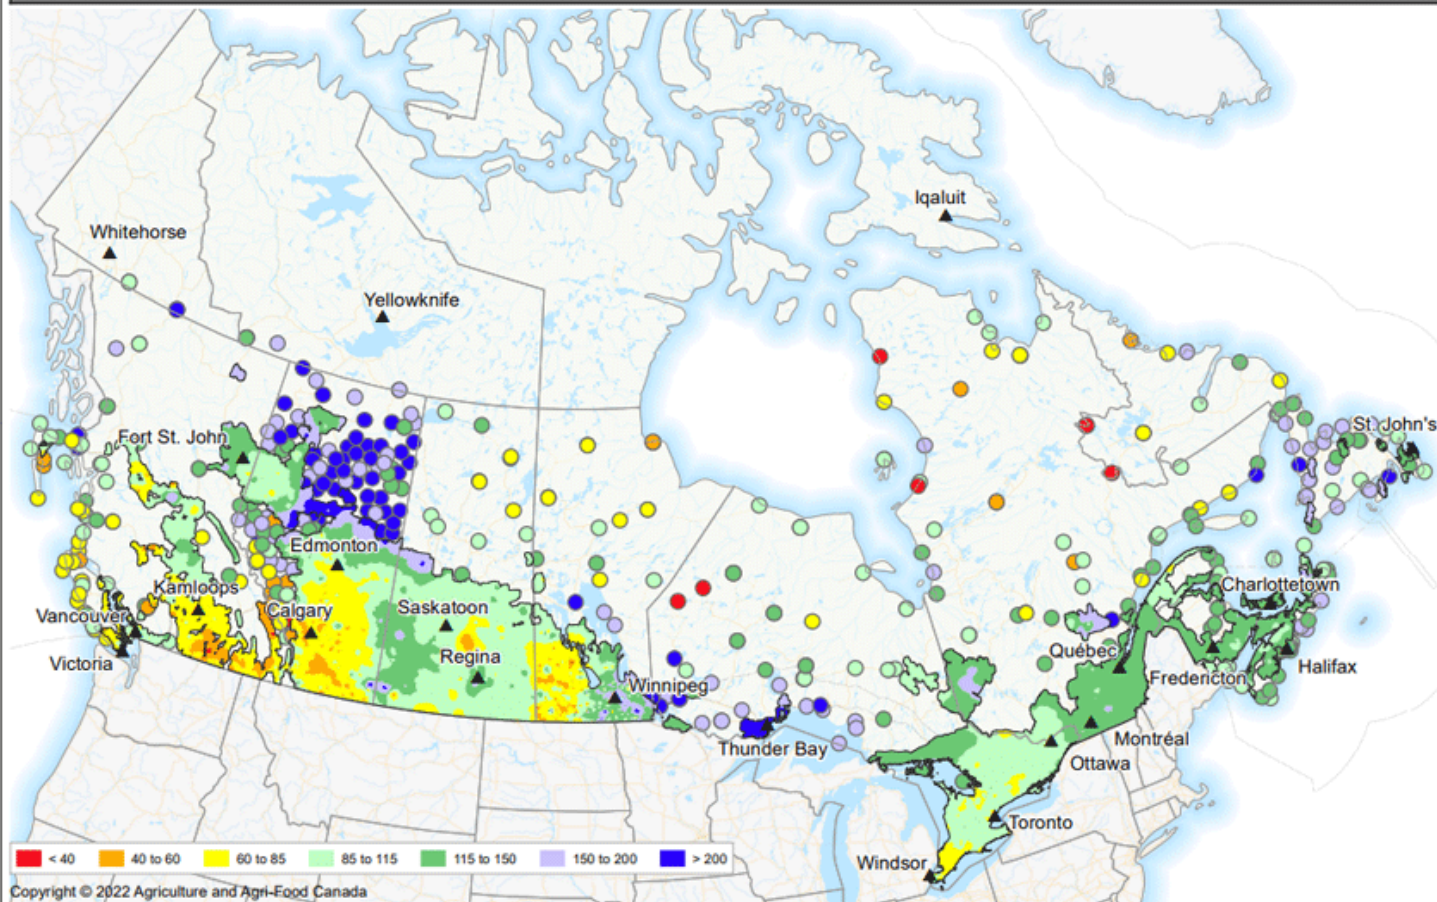 Iqaluit
Whitehorse
Yellowknife
St. John's
Fort St. John
Edmonton
Charlottetown
Kamloops
Calgary
Saskatoon
Vancouver
Québec
Regina
Victoria
Halifax
Fredericton
Winnipeg
Montréal
Thunder Bay
Ottawa
Toronto
Windsor
< 40 40 to 60 60 to 85 85 to 115 115 to 150 150 to 200 > 200
Copyright © 2022 Agriculture and Agri-Food Canada